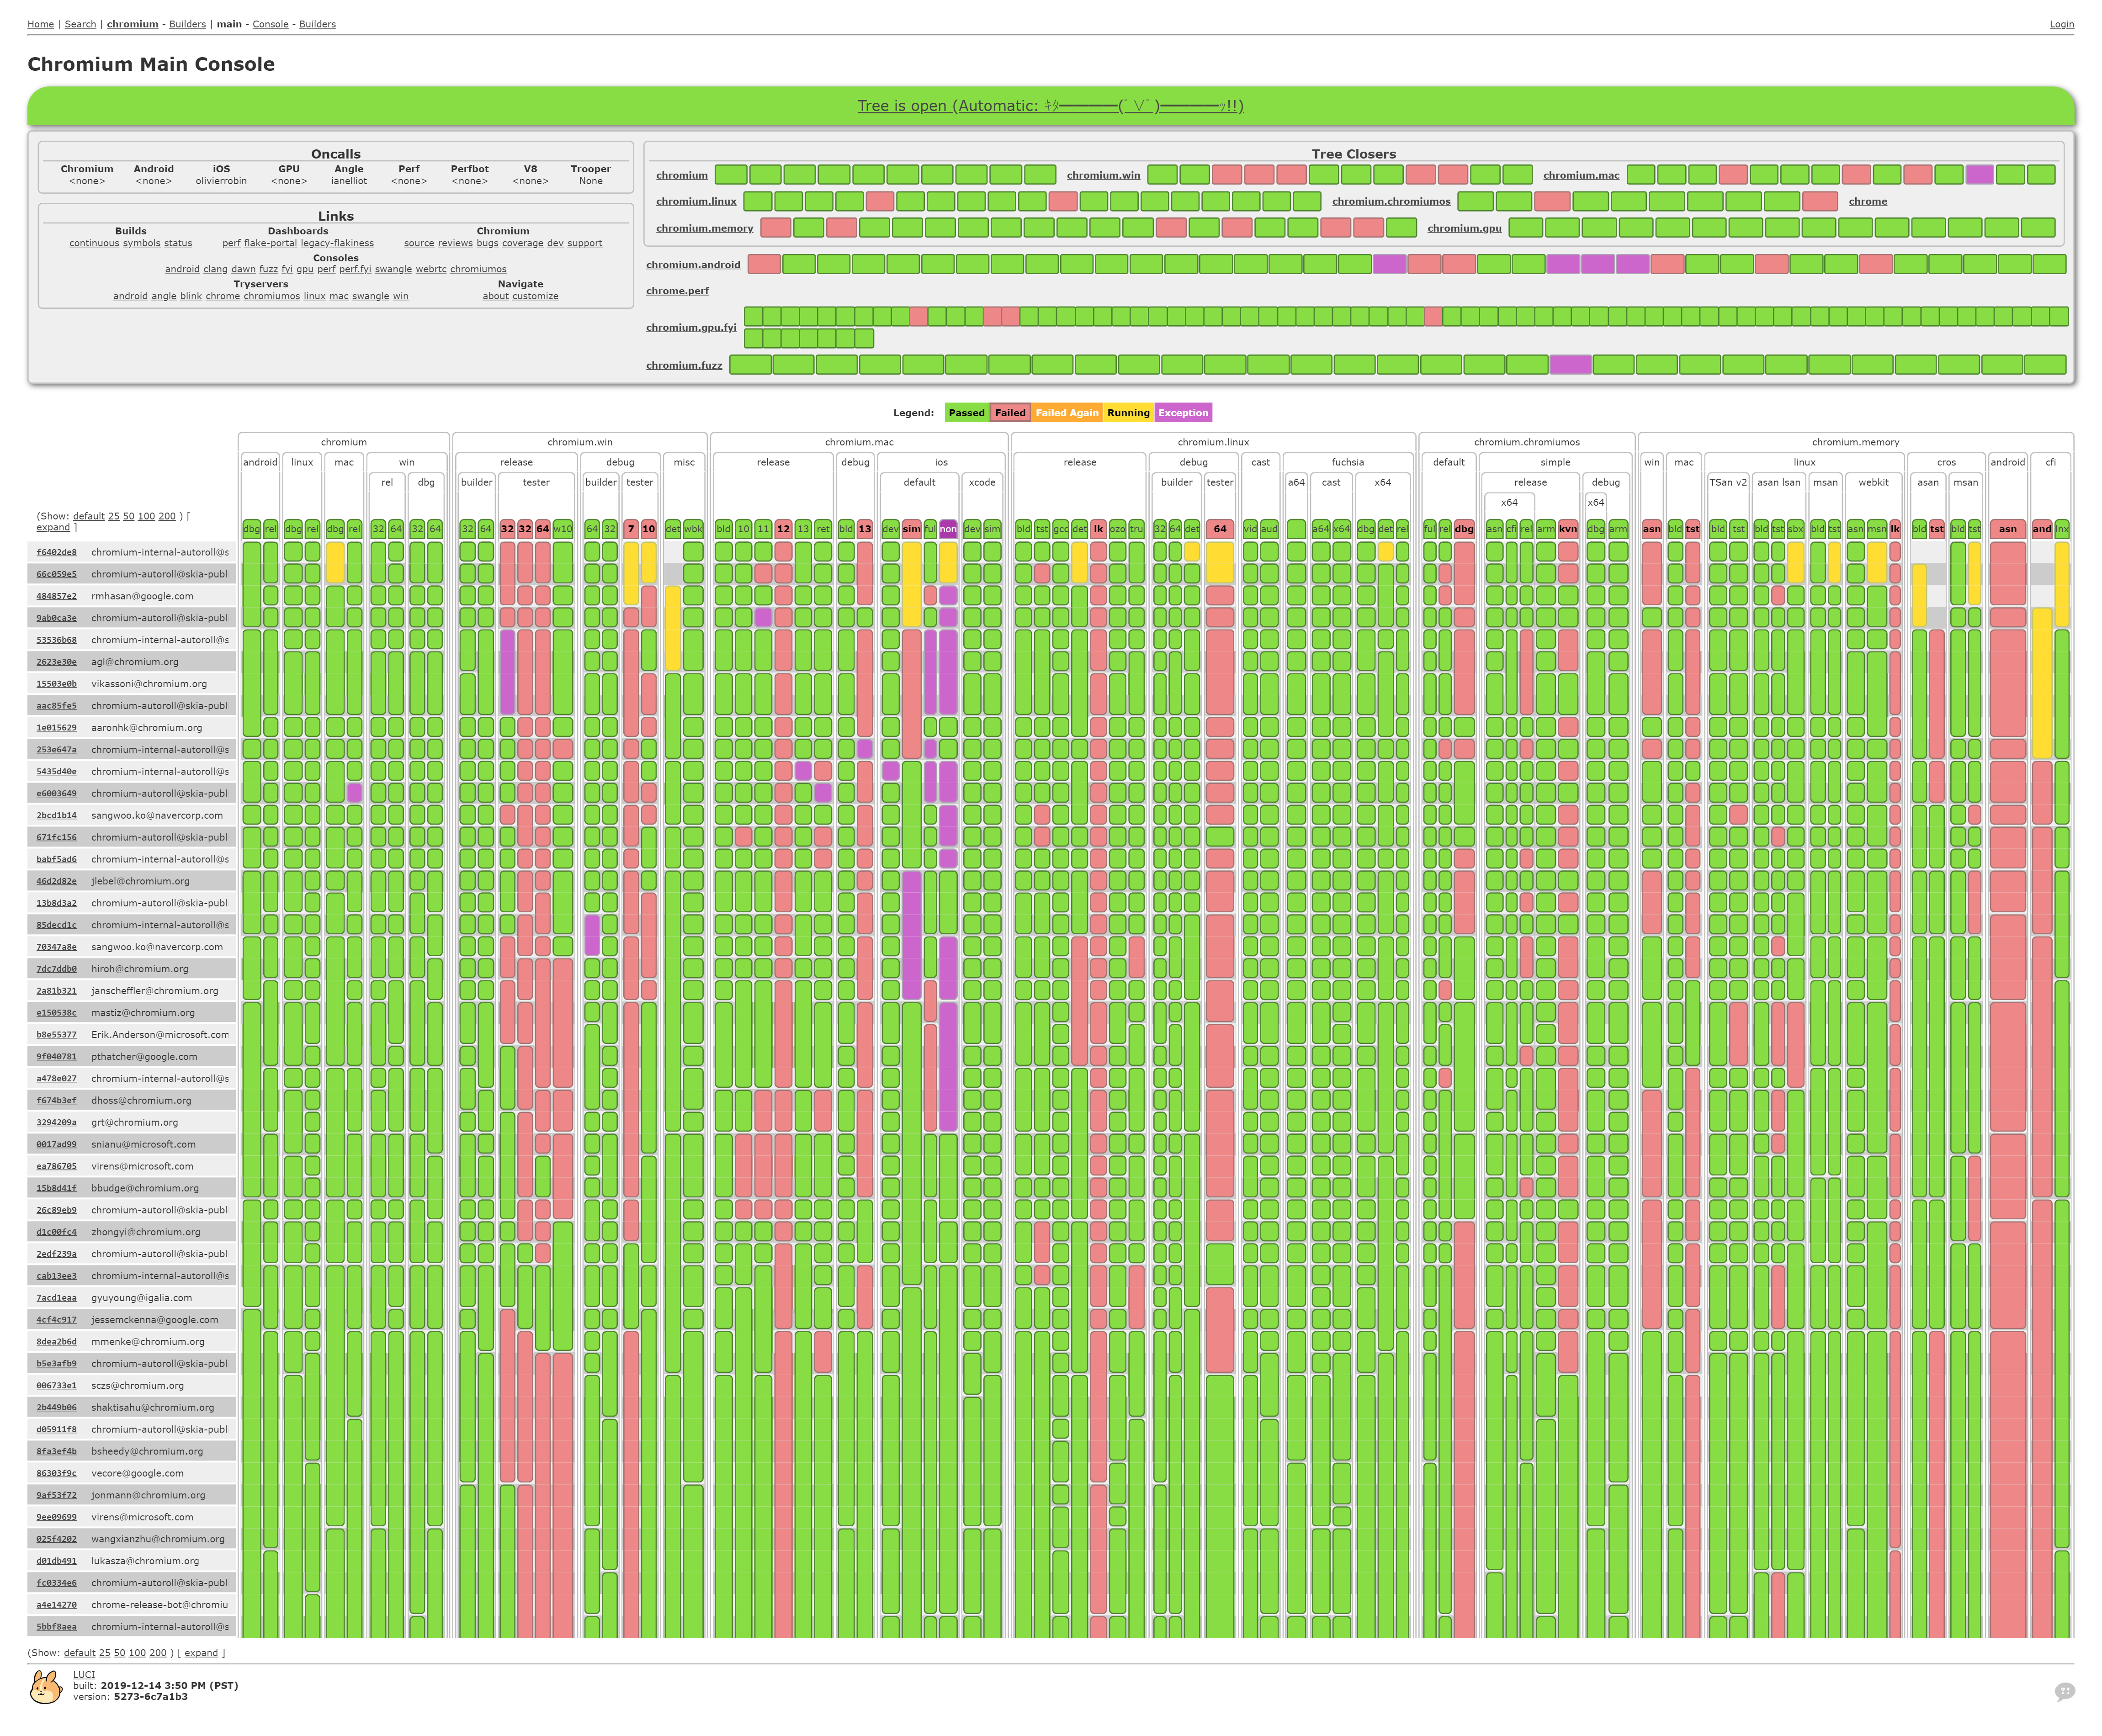 Home | Search | chromium - Builders | main - Console - Builders
Login
Chromium Main Console
Tree is open (Automatic: ｷﾀ━━━━━━(ﾟ∀ﾟ)━━━━━━ｯ!!)
Oncalls
Chromium Android iOS GPU Angle Perf Perfbot V8 Trooper
<none> <none> olivierrobin <none> ianelliot <none> <none> <none> None
Links
Builds Dashboards Chromium
continuous symbols status perf flake-portal legacy-flakiness source reviews bugs coverage dev support
Consoles
android clang dawn fuzz fyi gpu perf perf.fyi swangle webrtc chromiumos
Tryservers Navigate
android angle blink chrome chromiumos linux mac swangle win about customize
Tree Closers
chromium chromium.win chromium.mac
chromium.linux chromium.chromiumos chrome
chromium.memory chromium.gpu
chromium.android
chrome.perf
chromium.gpu.fyi
chromium.fuzz
Legend: Passed Failed Failed Again Running Exception
chromium chromium.win chromium.mac chromium.linux chromium.chromiumos chromium.memory
android linux mac win release debug misc release debug ios release debug cast fuchsia default simple win mac linux cros android cfi
rel dbg builder tester builder tester default xcode builder tester a64 cast x64 release debug TSan v2 asan lsan msan webkit asan msan
x64 x64
(Show: default 25 50 100 200 ) [
expand ]
dbg rel dbg rel dbg rel 32 64 32 64 32 64 32 32 64 w10 64 32 7 10 det wbk bld 10 11 12 13 ret bld 13 dev sim ful non dev sim bld tst gcc det lk ozo tru 32 64 det 64 vid aud a64 x64 dbg det rel ful rel dbg asn cfi rel arm kvn dbg arm asn bld tst bld tst bld tst sbx bld tst asn msn lk bld tst bld tst asn and lnx
f6402de8 chromium-internal-autoroll@s
66c059e5 chromium-autoroll@skia-publ
484857e2 rmhasan@google.com
9ab0ca3e chromium-autoroll@skia-publ
53536b68 chromium-internal-autoroll@s
2623e30e agl@chromium.org
15503e0b vikassoni@chromium.org
aac85fe5 chromium-autoroll@skia-publ
1e015629 aaronhk@chromium.org
253e647a chromium-internal-autoroll@s
5435d40e chromium-internal-autoroll@s
e6003649 chromium-autoroll@skia-publ
2bcd1b14 sangwoo.ko@navercorp.com
671fc156 chromium-autoroll@skia-publ
babf5ad6 chromium-internal-autoroll@s
46d2d82e jlebel@chromium.org
13b8d3a2 chromium-autoroll@skia-publ
85decd1c chromium-internal-autoroll@s
70347a8e sangwoo.ko@navercorp.com
7dc7ddb0 hiroh@chromium.org
2a81b321 janscheffler@chromium.org
e150538c mastiz@chromium.org
b8e55377 Erik.Anderson@microsoft.com
9f040781 pthatcher@google.com
a478e027 chromium-internal-autoroll@s
f674b3ef dhoss@chromium.org
3294209a grt@chromium.org
0017ad99 snianu@microsoft.com
ea786705 virens@microsoft.com
15b8d41f bbudge@chromium.org
26c89eb9 chromium-autoroll@skia-publ
d1c00fc4 zhongyi@chromium.org
2edf239a chromium-autoroll@skia-publ
cab13ee3 chromium-internal-autoroll@s
7acd1eaa gyuyoung@igalia.com
4cf4c917 jessemckenna@google.com
8dea2b6d mmenke@chromium.org
b5e3afb9 chromium-autoroll@skia-publ
006733e1 sczs@chromium.org
2b449b06 shaktisahu@chromium.org
d05911f8 chromium-autoroll@skia-publ
8fa3ef4b bsheedy@chromium.org
86303f9c vecore@google.com
9af53f72 jonmann@chromium.org
9ee09699 virens@microsoft.com
025f4202 wangxianzhu@chromium.org
d01db491 lukasza@chromium.org
fc0334e6 chromium-autoroll@skia-publ
a4e14270 chrome-release-bot@chromiu
5bbf8aea chromium-internal-autoroll@s
(Show: default 25 50 100 200 ) [ expand ]
LUCI
built: 2019-12-14 3:50 PM (PST)
version: 5273-6c7a1b3